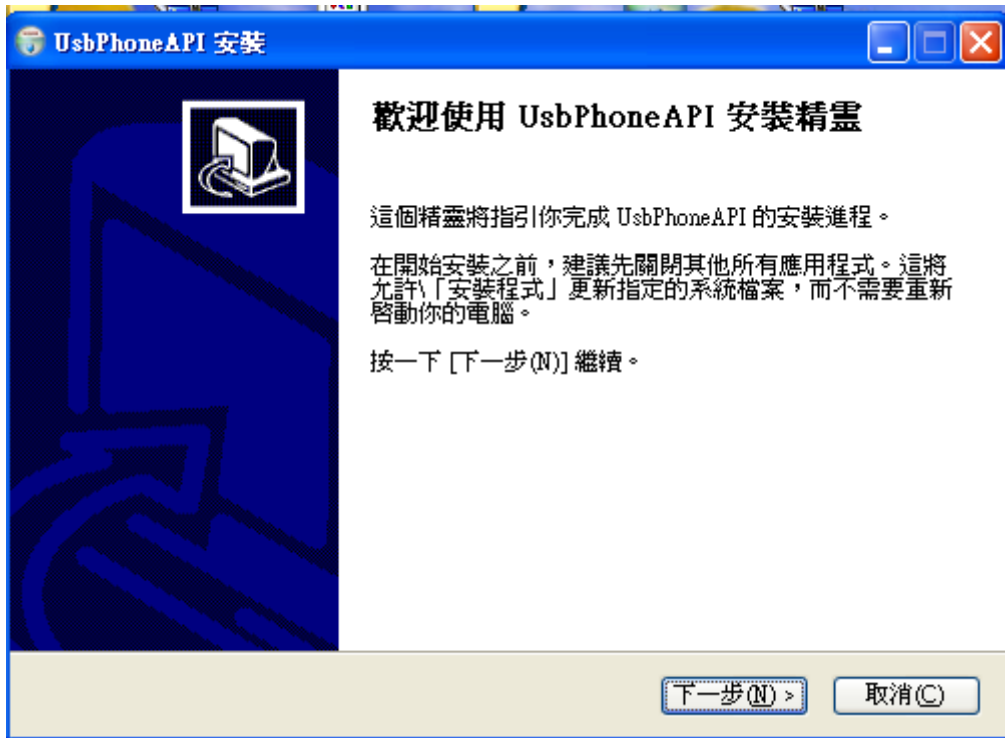 UsbPhoneAPI 安裝
歡迎使用 UsbPhoneAPI 安裝精靈
這個精靈將指引你完成 UsbPhoneAPI 的安裝進程。
在開始安裝之前，建議先關閉其他所有應用程式。這將
允許\「安裝程式」更新指定的系統檔案，而不需要重新
啓動你的電腦。
按一下 [下一步(N)] 繼續。
下一步(N) >
取消(C)